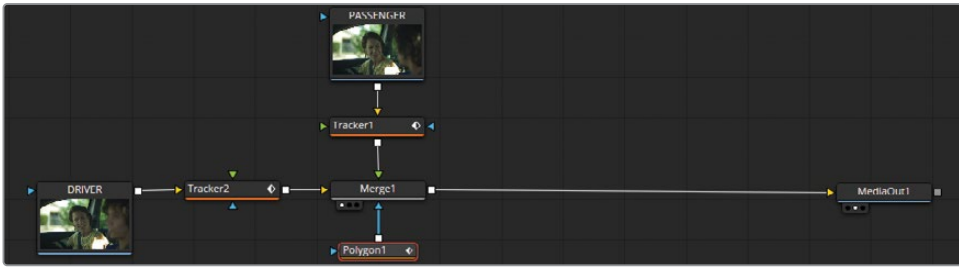 PASSENGER
Tracker1
DRIVER
Tracker2
Merge1
MediaOut1
Polygon1